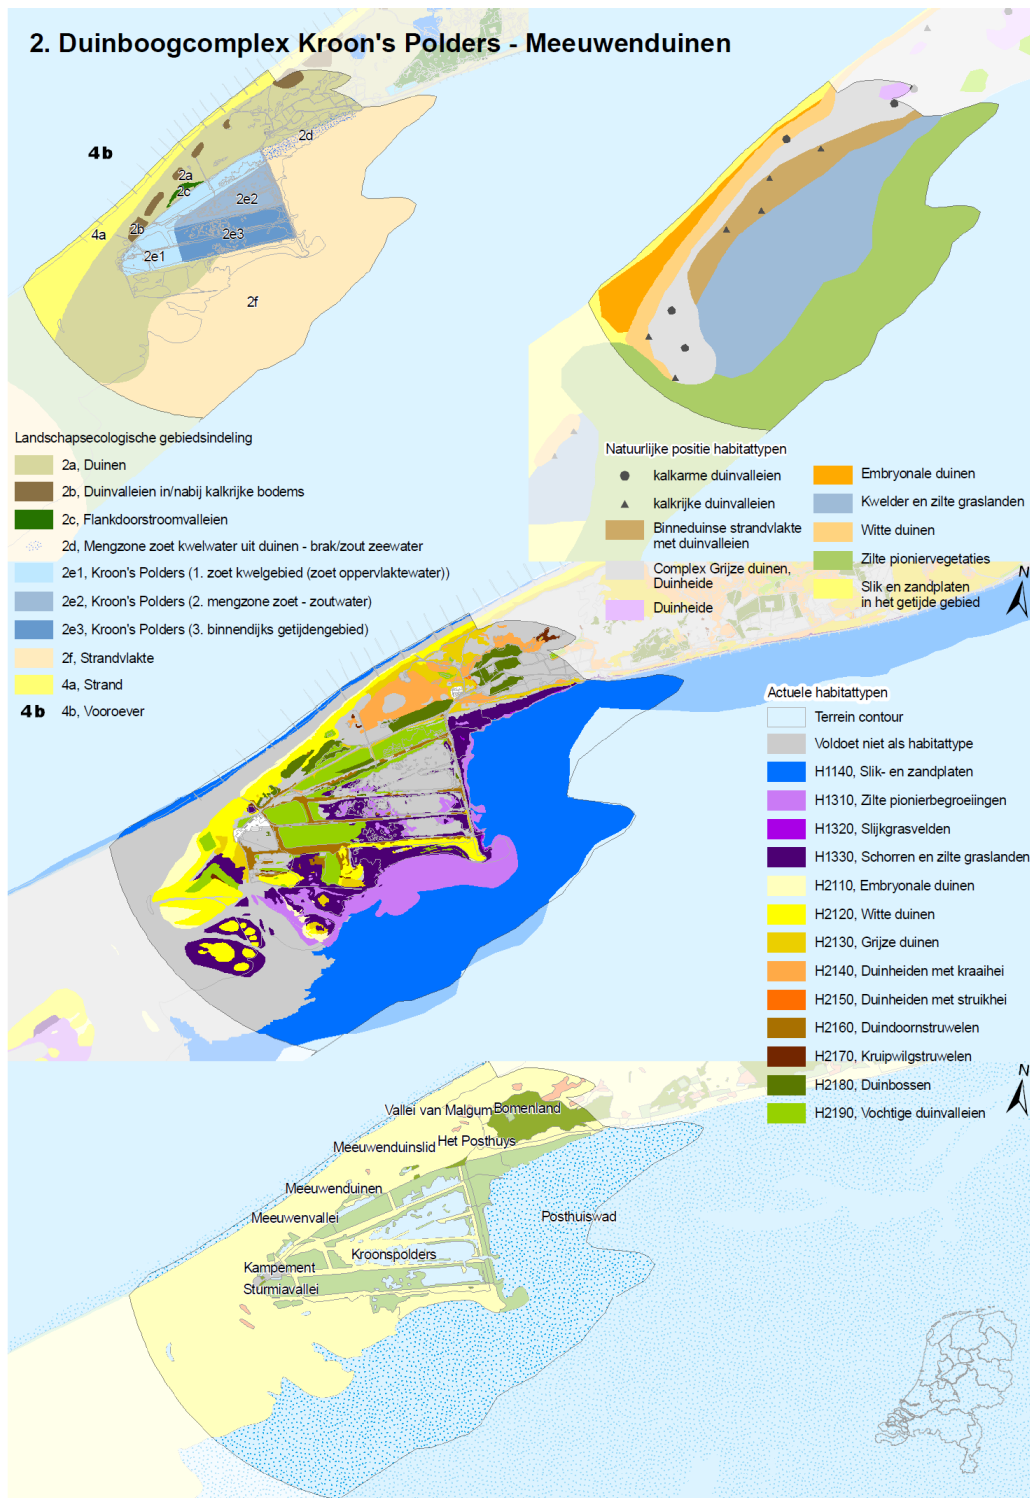 2. Duinboogcomplex Kroon's Polders - Meeuwenduinen
4b
2d
2a
2c
2e2
4a
2b
2e3
2e1
2f
Landschapsecologische gebiedsindeling
2a, Duinen
2b, Duinvalleien in/nabij kalkrijke bodems
2c, Flankdoorstroomvalleien
2d, Mengzone zoet kwelwater uit duinen - brak/zout zeewater
2e1, Kroon's Polders (1. zoet kwelgebied (zoet oppervlaktewater))
2e2, Kroon's Polders (2. mengzone zoet - zoutwater)
2e3, Kroon's Polders (3. binnendijks getijdengebied)
2f, Strandvlakte
4a, Strand
4b 4b, Vooroever
Natuurlijke positie habitattypen
kalkarme duinvalleien
kalkrijke duinvalleien
Binneduinse strandvlakte
met duinvalleien
Complex Grijze duinen,
Duinheide
Duinheide
Embryonale duinen
Kwelder en zilte graslanden
Witte duinen
Zilte pioniervegetaties
Slik en zandplaten
in het getijde gebied
N
Actuele habitattypen
Terrein contour
Voldoet niet als habitattype
H1140, Slik- en zandplaten
H1310, Zilte pionierbegroeiingen
H1320, Slijkgrasvelden
H1330, Schorren en zilte graslanden
H2110, Embryonale duinen
H2120, Witte duinen
H2130, Grijze duinen
H2140, Duinheiden met kraaihei
H2150, Duinheiden met struikhei
H2160, Duindoornstruwelen
H2170, Kruipwilgstruwelen
H2180, Duinbossen
H2190, Vochtige duinvalleien
N
Vallei van Malgum
Bomenland
Meeuwenduinslid
Het Posthuys
Meeuwenduinen
Meeuwenvallei
Posthuiswad
Kroonspolders
Kampement
Sturmiavallei